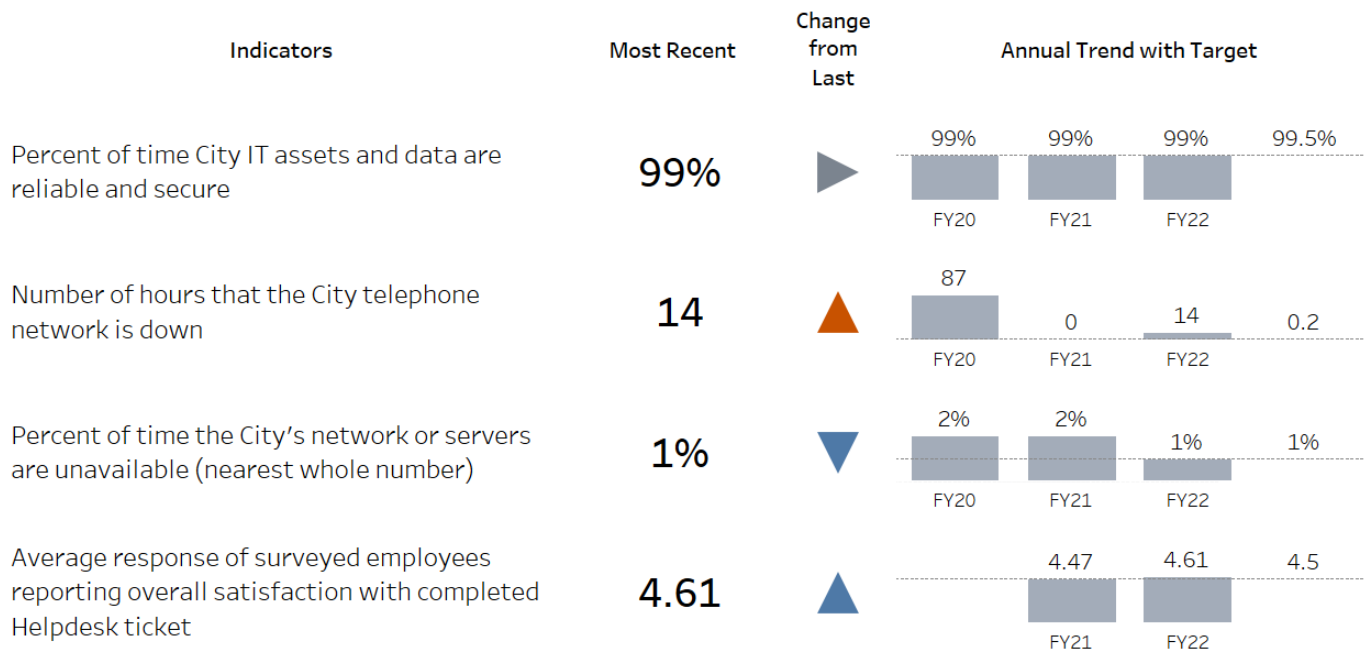 Indicators
Most Recent
Change
from
Last
Annual Trend with Target
Percent of time City IT assets and data are
reliable and secure
99%
99%
99%
99%
99.5%
FY20
FY21
FY22
Number of hours that the City telephone
network is down
14
87
0
14
0.2
FY20
FY21
FY22
Percent of time the City's network or servers
are unavailable (nearest whole number)
1%
2%
2%
1%
1%
FY20
FY21
FY22
Average response of surveyed employees
reporting overall satisfaction with completed
Helpdesk ticket
4.61
4.47
4.61
4.5
FY21
FY22